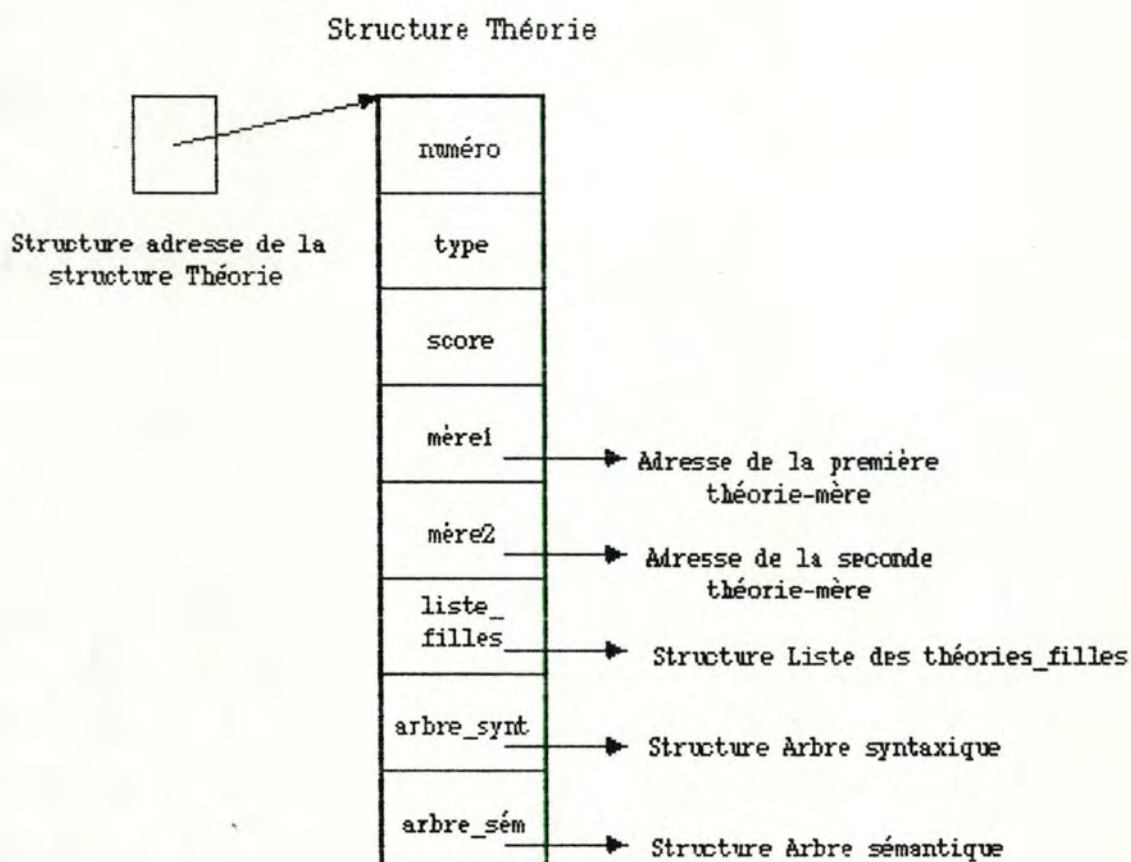 Structure Théorie
numéro
Structure adresse de la
structure Théorie
type
score
mère1
Adresse de la première
théorie-mère
mère2
Adresse de la seconde
théorie-mère
liste_
filles
Structure Liste des théories_filles
arbre_synt
Structure Arbre syntaxique
arbre_sém
Structure Arbre sémantique